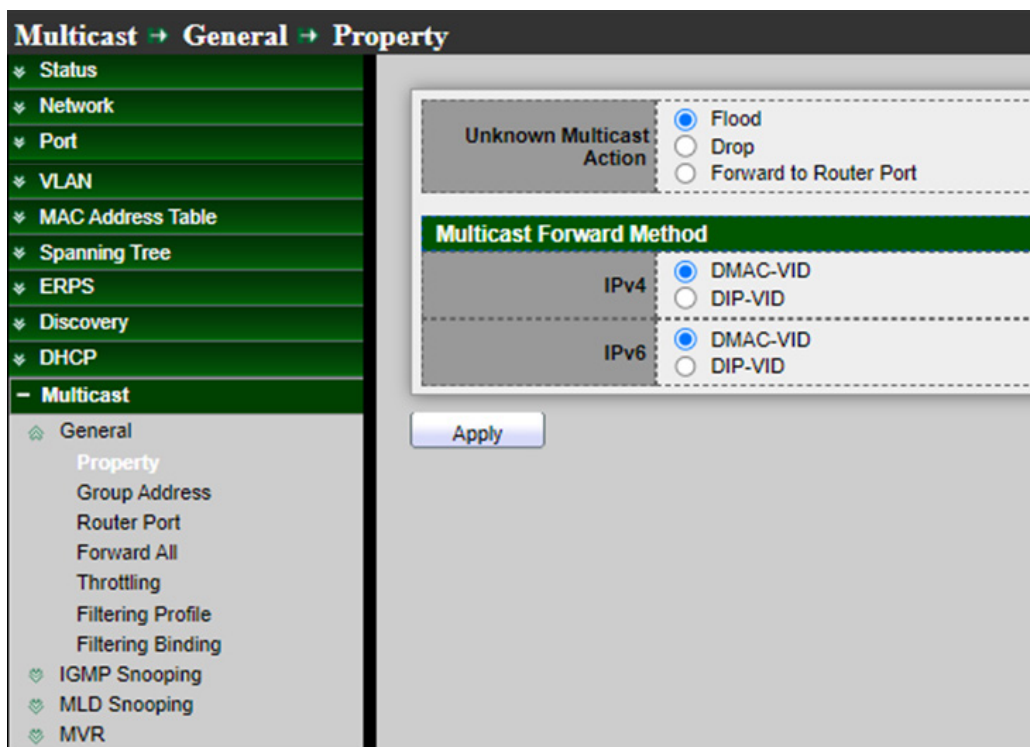 Multicast General Property
Status
Network
Port
VLAN
MAC Address Table
Spanning Tree
ERPS
Discovery
DHCP
Multicast
General
Property
Group Address
Router Port
Forward All
Throttling
Filtering Profile
Filtering Binding
IGMP Snooping
MLD Snooping
MVR
Unknown Multicast
Action
Flood
Drop
Forward to Router Port
Multicast Forward Method
IPv4
DMAC-VID
DIP-VID
IPv6
DMAC-VID
DIP-VID
Apply